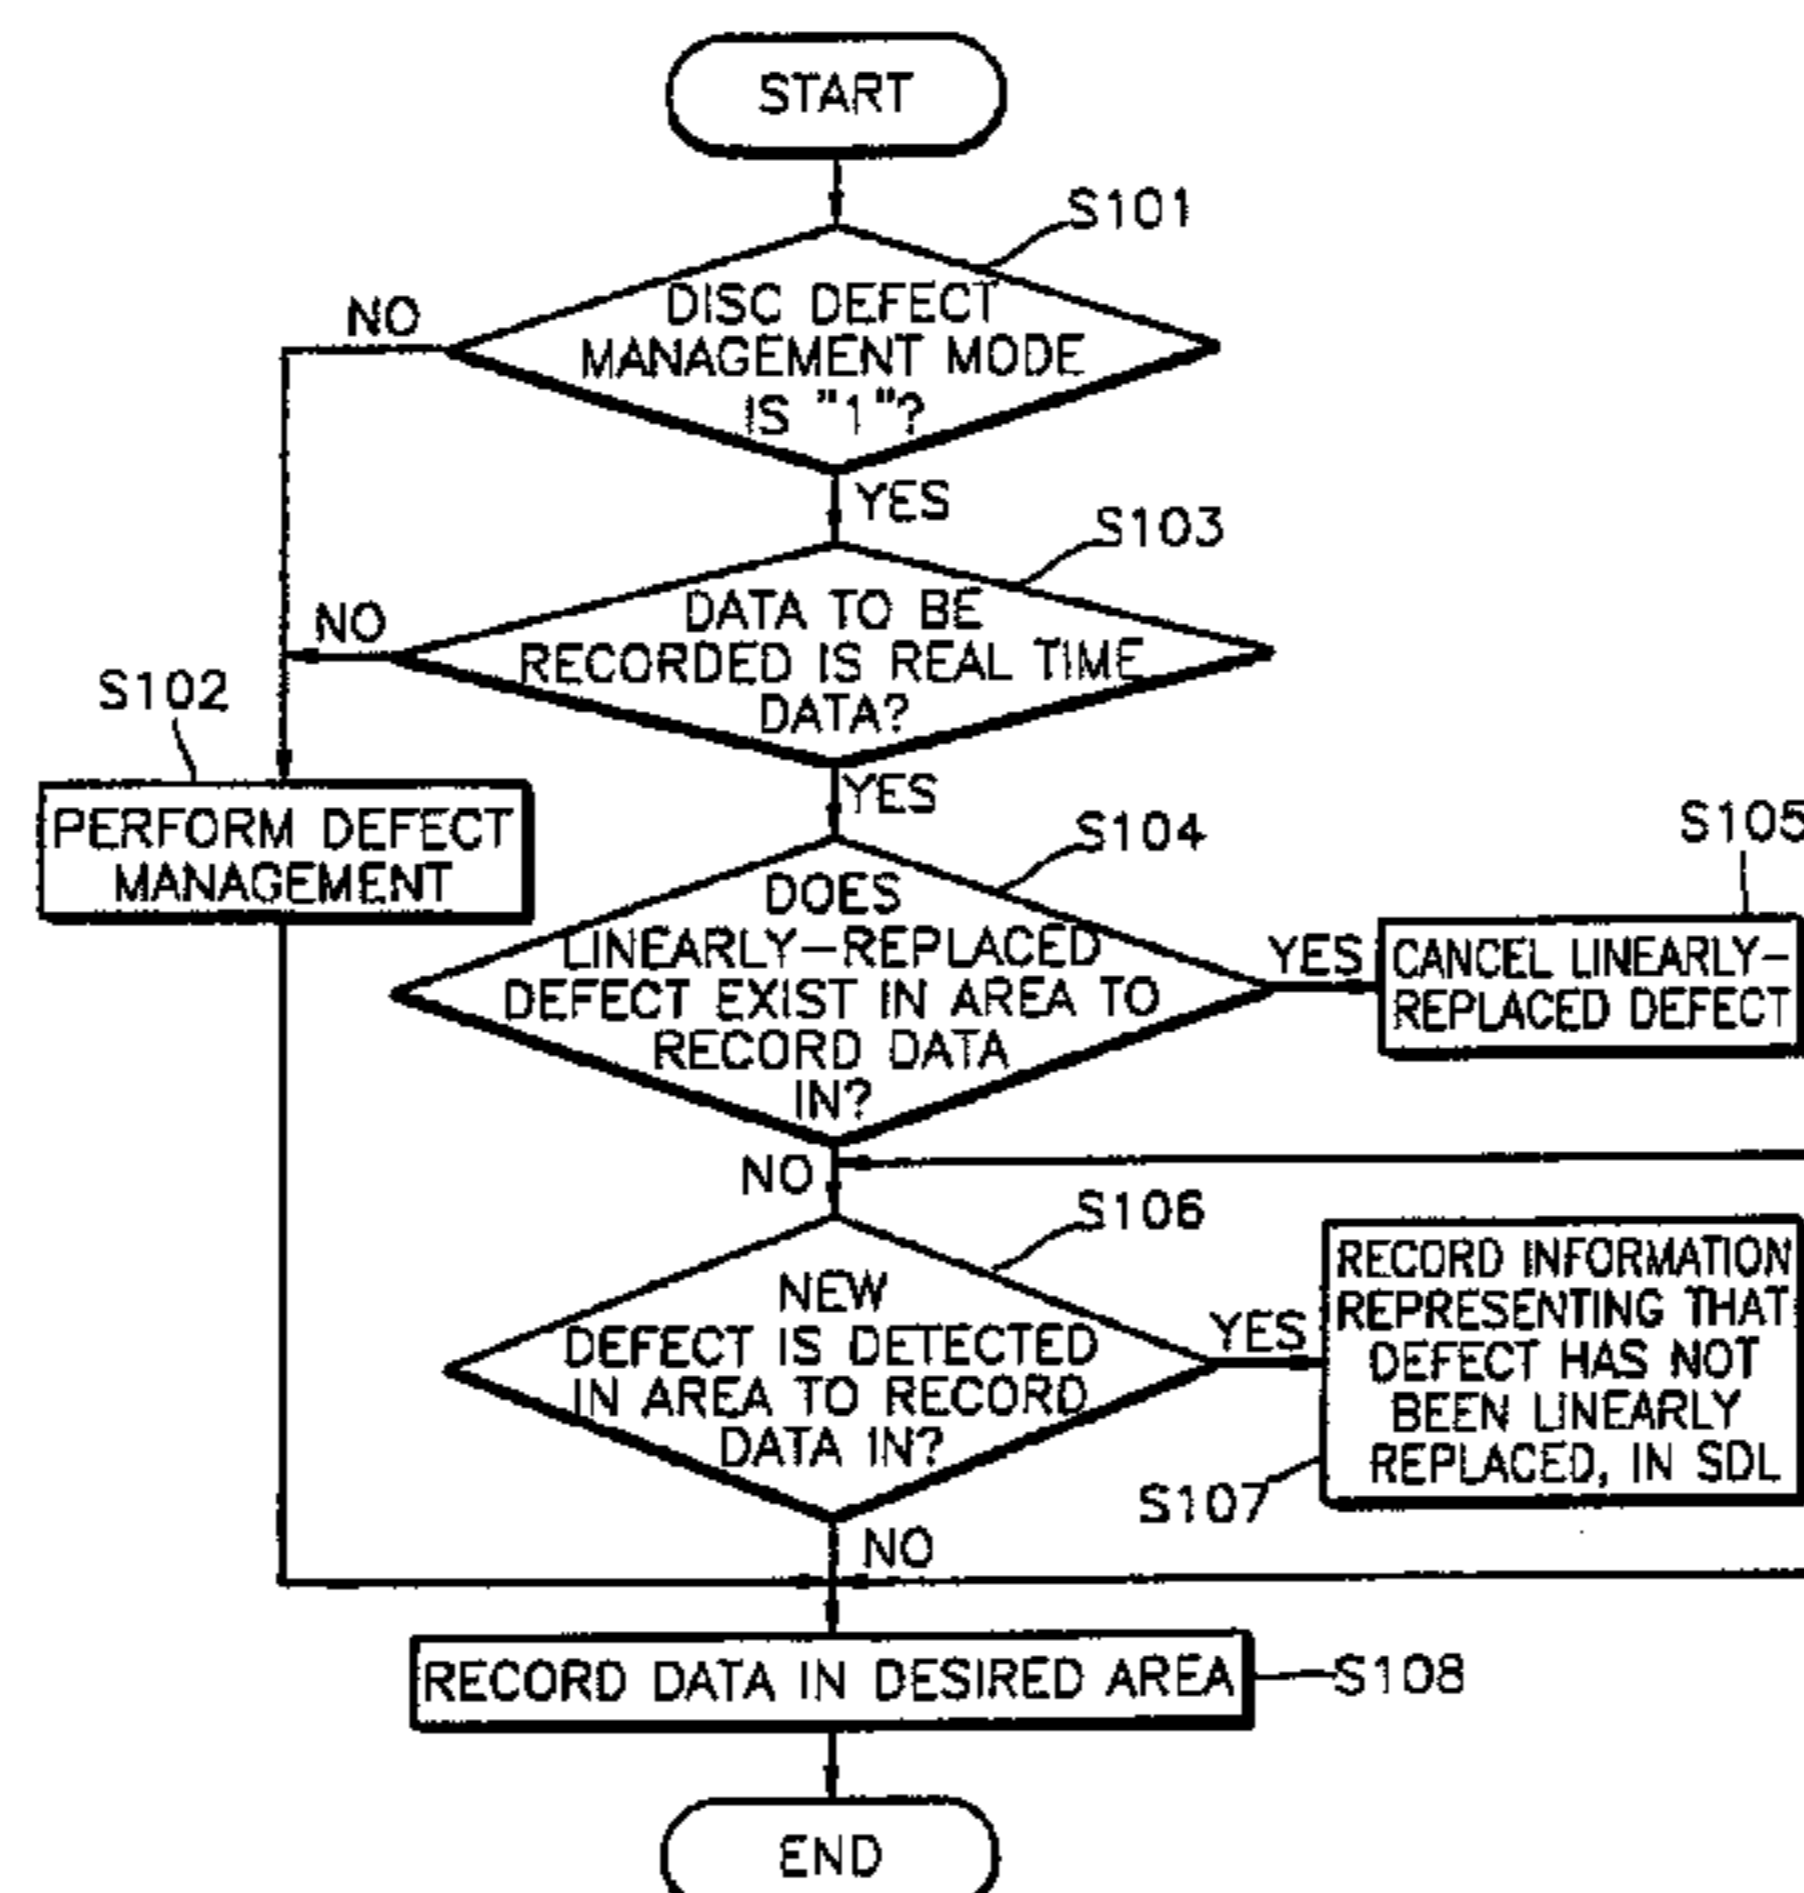 START
S101
DISC DEFECT
MANAGEMENT MODE
IS "1"?
NO
YES
S103
DATA TO BE
RECORDED IS REAL TIME
DATA?
NO
S102
PERFORM DEFECT
MANAGEMENT
YES
S104
DOES
LINEARLY-REPLACED
DEFECT EXIST IN AREA TO
RECORD DATA
IN?
YES
S105
CANCEL LINEARLY-
REPLACED DEFECT
NO
S106
NEW
DEFECT IS DETECTED
IN AREA TO RECORD
DATA IN?
YES
RECORD INFORMATION
REPRESENTING THAT
DEFECT HAS NOT
BEEN LINEARLY
REPLACED, IN SDL
S107
NO
RECORD DATA IN DESIRED AREA
S108
END